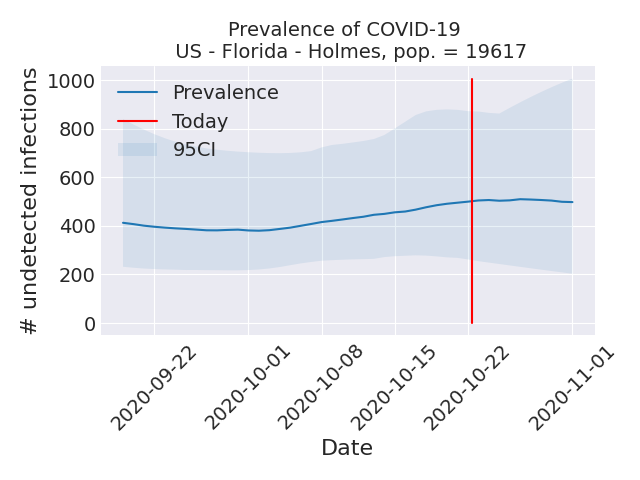 Prevalence of COVID-19
US - Florida - Holmes, pop. = 19617
# undetected infections
1000
800
600
400
200
0
Prevalence
Today
95CI
2020-09-22
2020-10-01
2020-10-08
2020-10-15
2020-10-22
2020-11-01
Date